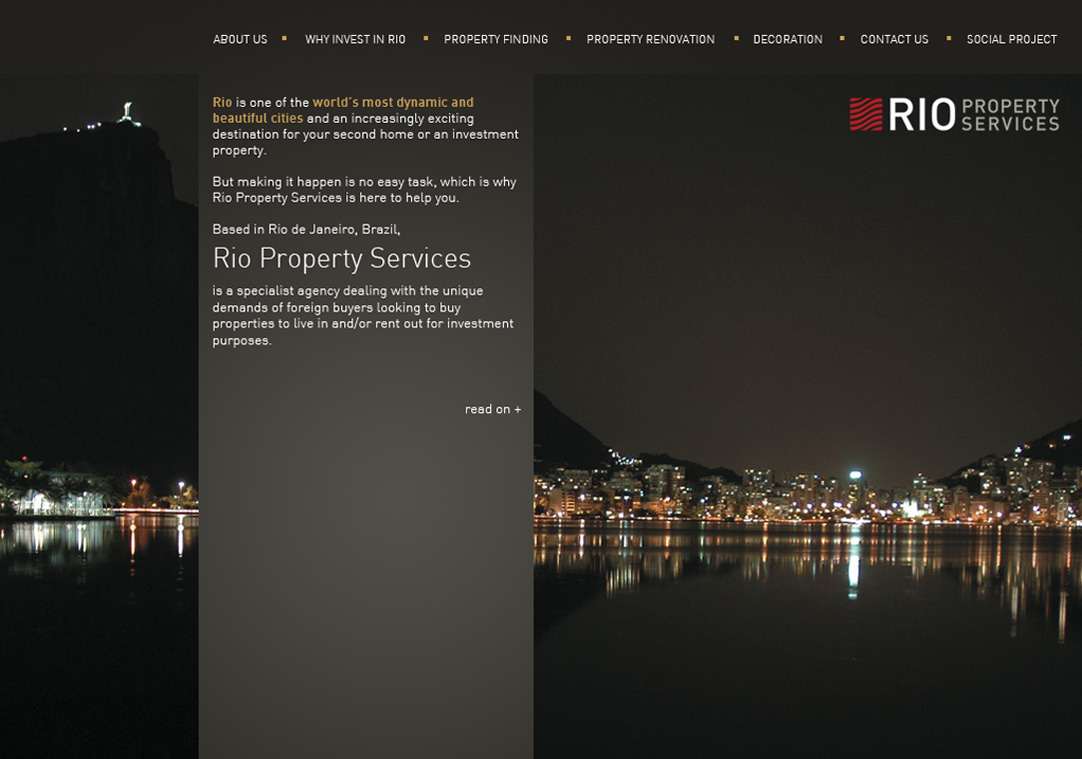 ABOUT US ▪ WHY INVEST IN RIO ▪ PROPERTY FINDING ▪ PROPERTY RENOVATION ▪ DECORATION ▪ CONTACT US ▪ SOCIAL PROJECT
RIO PROPERTY
SERVICES
Rio is one of the world's most dynamic and
beautiful cities and an increasingly exciting
destination for your second home or an investment
property.
But making it happen is no easy task, which is why
Rio Property Services is here to help you.
Based in Rio de Janeiro, Brazil,
Rio Property Services
is a specialist agency dealing with the unique
demands of foreign buyers looking to buy
properties to live in and/or rent out for investment
purposes.
read on +